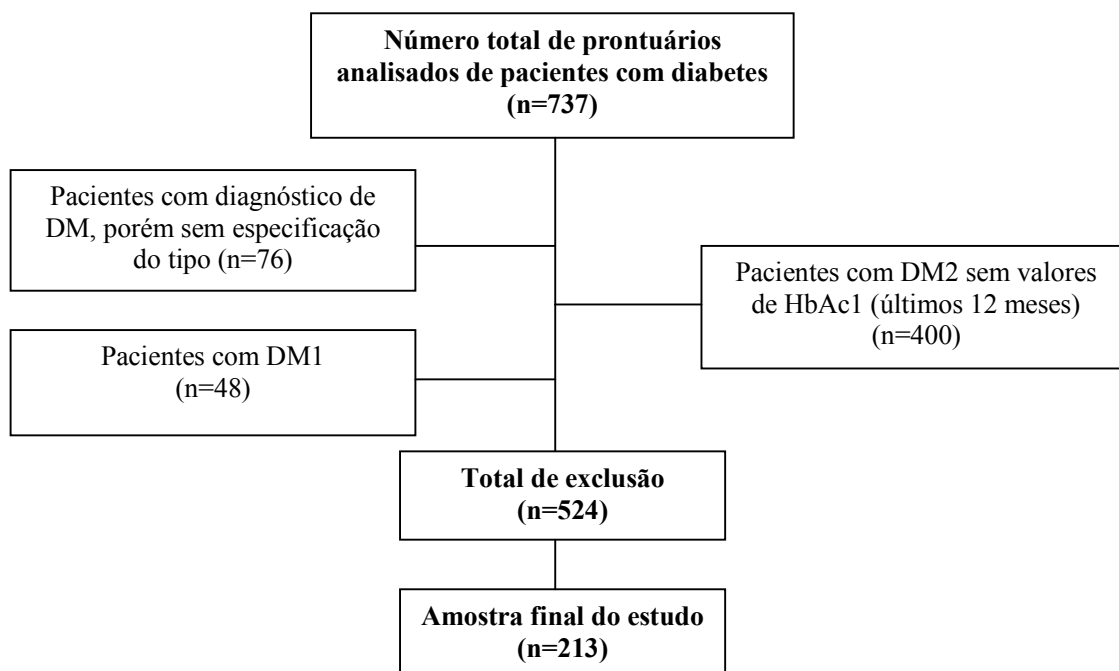 Número total de prontuários
analisados de pacientes com diabetes
(n=737)
Pacientes com diagnóstico de
DM, porém sem especificação
do tipo (n=76)
Pacientes com DM2 sem valores
de HbAc1 (últimos 12 meses)
(n=400)
Pacientes com DM1
(n=48)
Total de exclusão
(n=524)
Amostra final do estudo
(n=213)